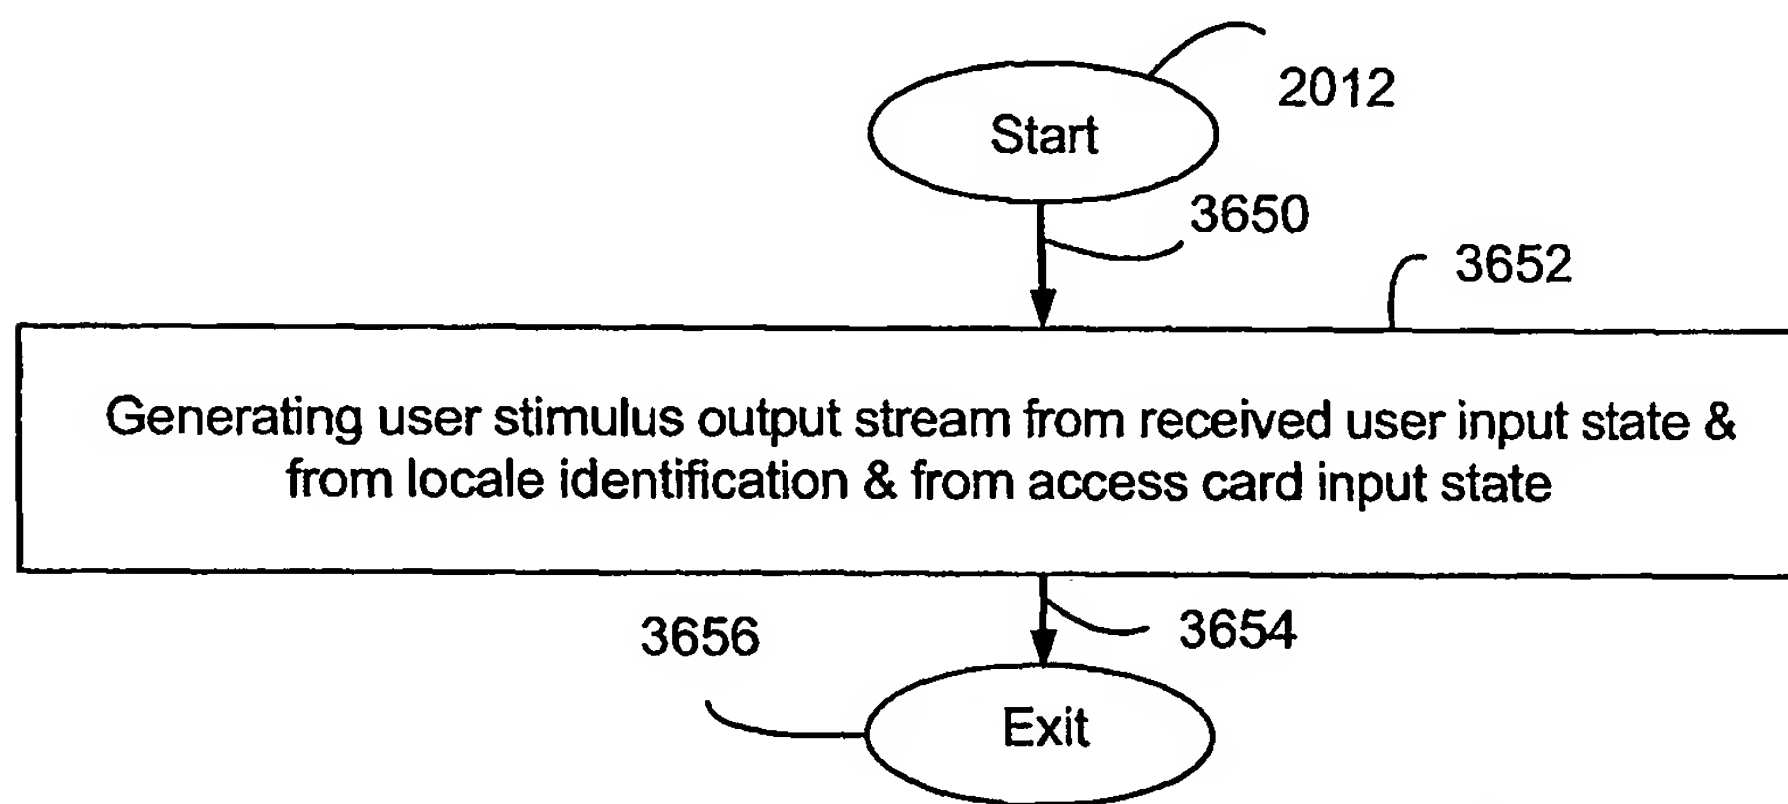 2012
Start
3650
3652
Generating user stimulus output stream from received user input state &
from locale identification & from access card input state
3656
3654
Exit